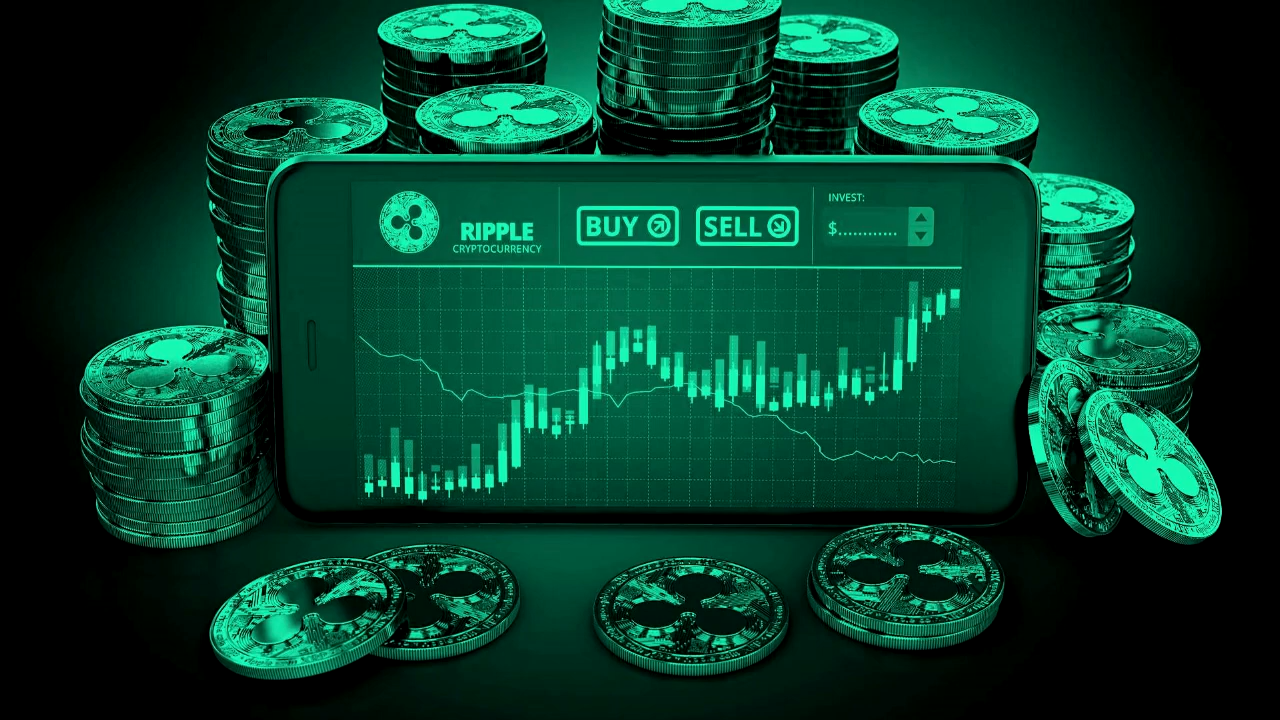 RIPPLE
CRYPTOCURRENCY
BUY
SELL
INVEST:
$............